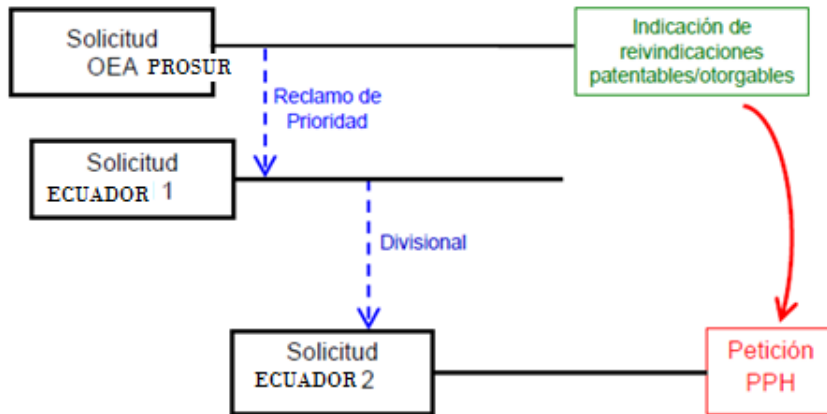 Solicitud
OEA PROSUR
Indicación de
reivindicaciones
patentables/otorgables
Reclamo de
Prioridad
Solicitud
ECUADOR 1
Divisional
Solicitud
ECUADOR 2
Petición
PPH